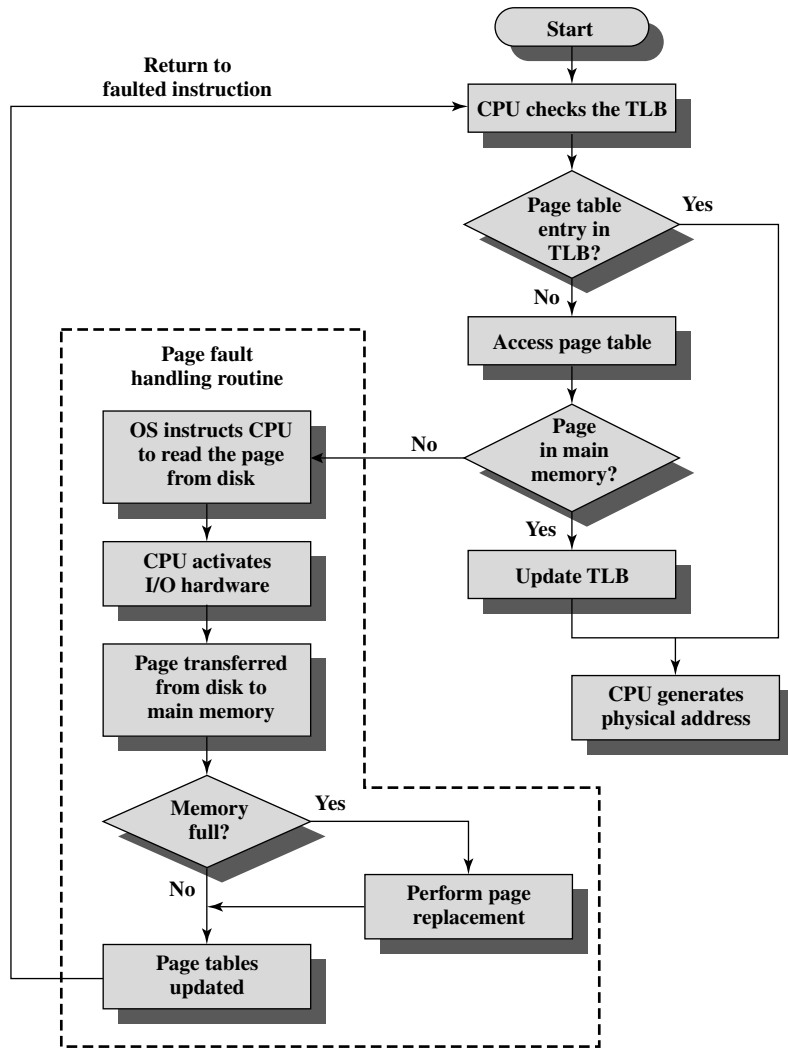 Start
Return to
faulted instruction
CPU checks the TLB
Page table
entry in
TLB?
Yes
No
Access page table
Page fault
handling routine
OS instructs CPU
to read the page
from disk
No
Page
in main
memory?
Yes
CPU activates
I/O hardware
Update TLB
Page transferred
from disk to
main memory
CPU generates
physical address
Memory
full?
Yes
No
Perform page
replacement
Page tables
updated